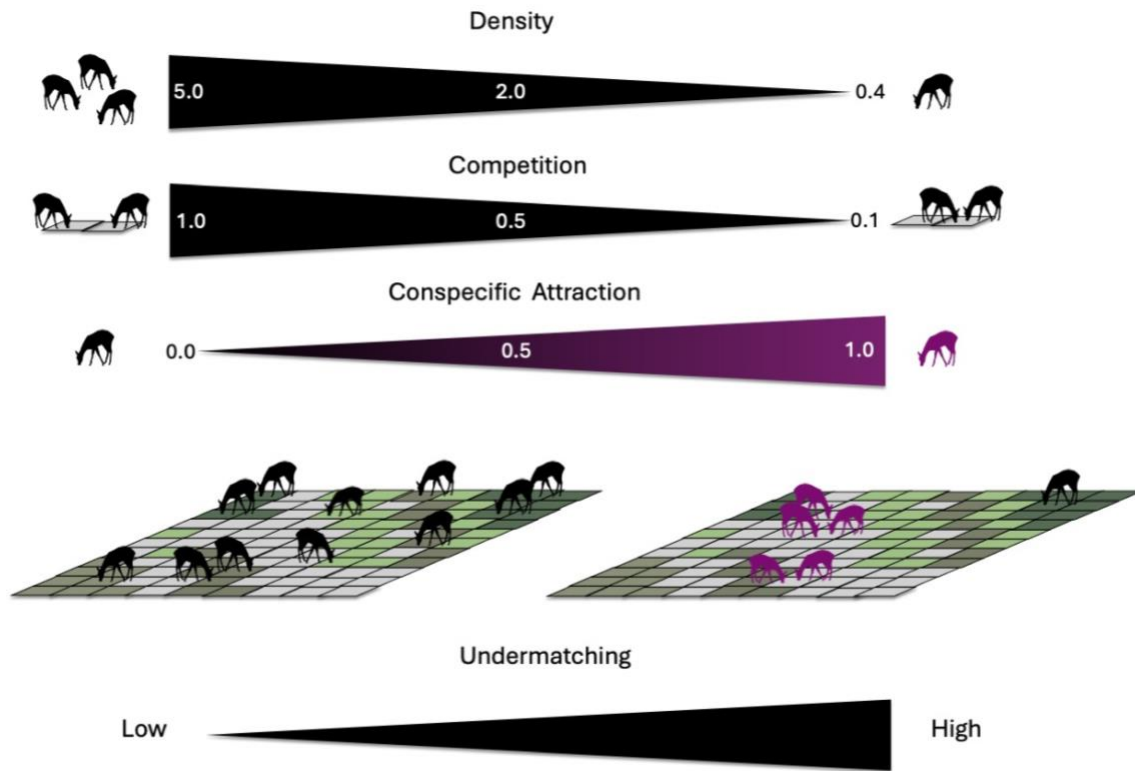 Density
5.0 2.0 0.4
Competition
1.0 0.5 0.1
Conspecific Attraction
0.0 0.5 1.0
Undermatching
Low High